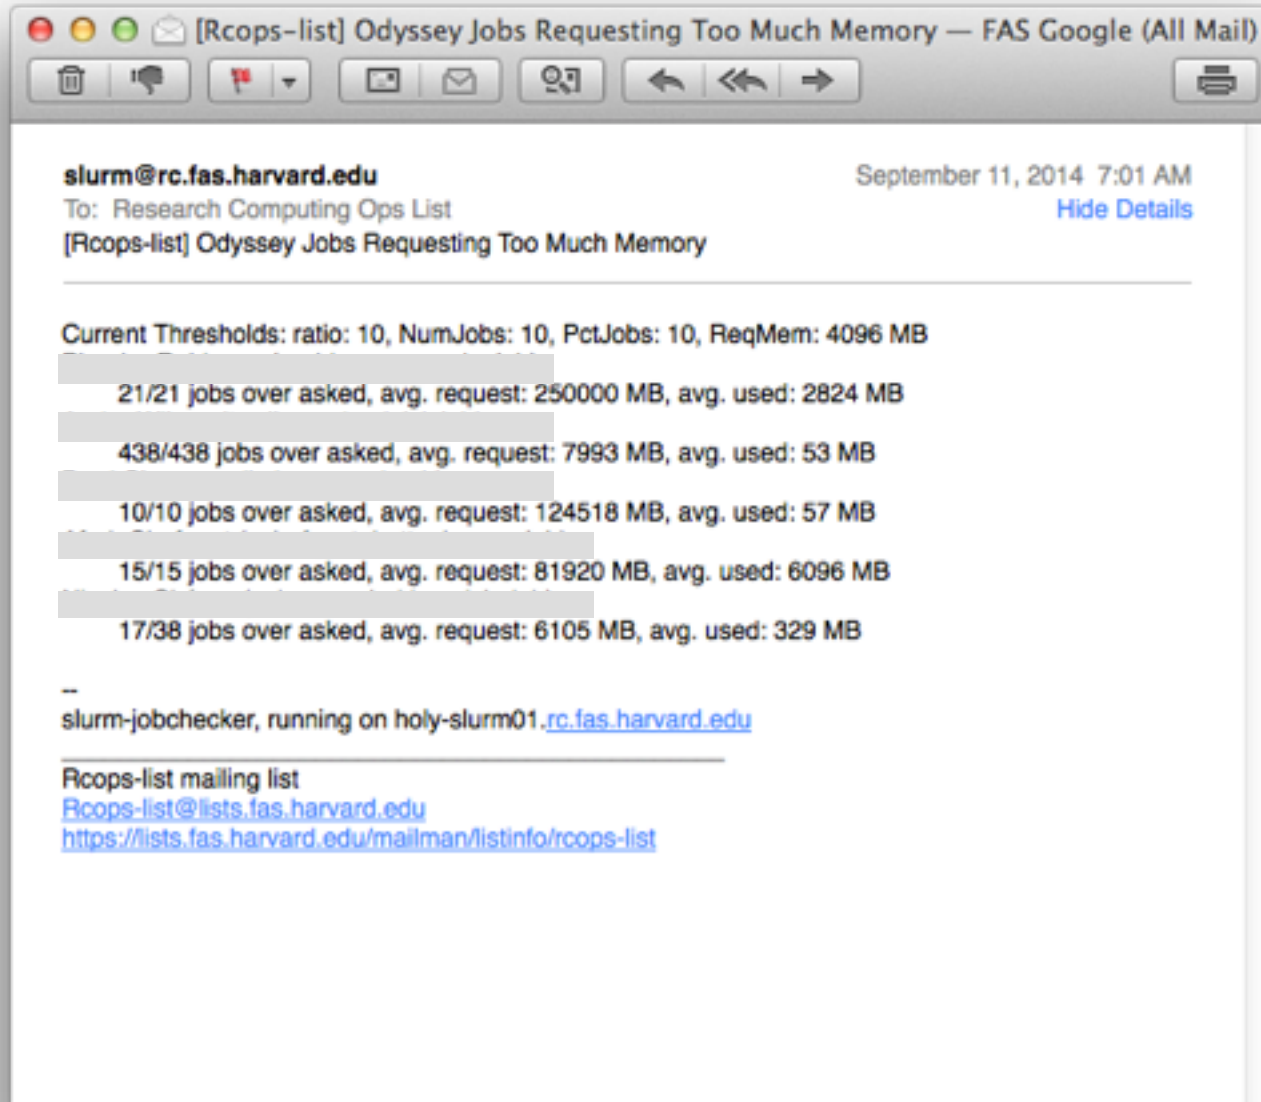 [Rcops-list] Odyssey Jobs Requesting Too Much Memory — FAS Google (All Mail)
slurm@rc.fas.harvard.edu
September 11, 2014 7:01 AM
To: Research Computing Ops List
Hide Details
[Rcops-list] Odyssey Jobs Requesting Too Much Memory
Current Thresholds: ratio: 10, NumJobs: 10, PctJobs: 10, ReqMem: 4096 MB
21/21 jobs over asked, avg. request: 250000 MB, avg. used: 2824 MB
438/438 jobs over asked, avg. request: 7993 MB, avg. used: 53 MB
10/10 jobs over asked, avg. request: 124518 MB, avg. used: 57 MB
15/15 jobs over asked, avg. request: 81920 MB, avg. used: 6096 MB
17/38 jobs over asked, avg. request: 6105 MB, avg. used: 329 MB
--
slurm-jobchecker, running on holy-slurm01.rc.fas.harvard.edu
Rcops-list mailing list
Rcops-list@lists.fas.harvard.edu
https://lists.fas.harvard.edu/mailman/listinfo/rcops-list